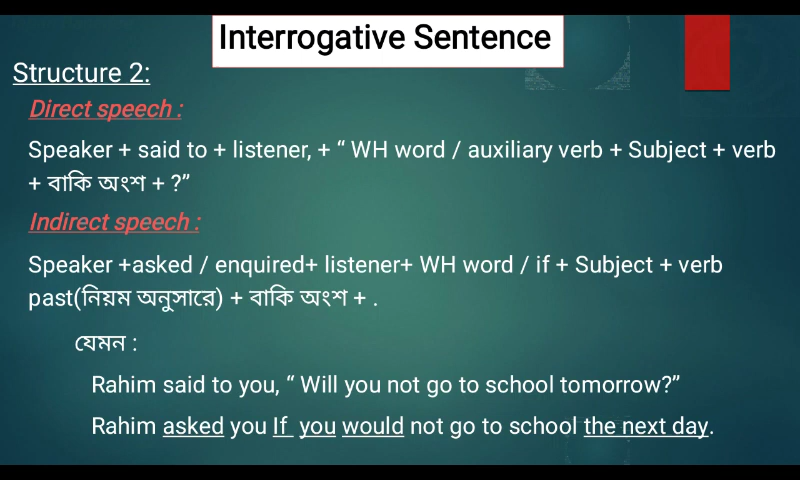 Interrogative Sentence
Structure 2:
Direct speech :
Speaker + said to + listener, + “ WH word / auxiliary verb + Subject + verb
+ বাকি অংশ + ?”
Indirect speech :
Speaker +asked / enquired+ listener+ WH word / if + Subject + verb
past(নিয়ম অনুসারে) + বাকি অংশ + .
যেমন :
Rahim said to you, “ Will you not go to school tomorrow?”
Rahim asked you If you would not go to school the next day.